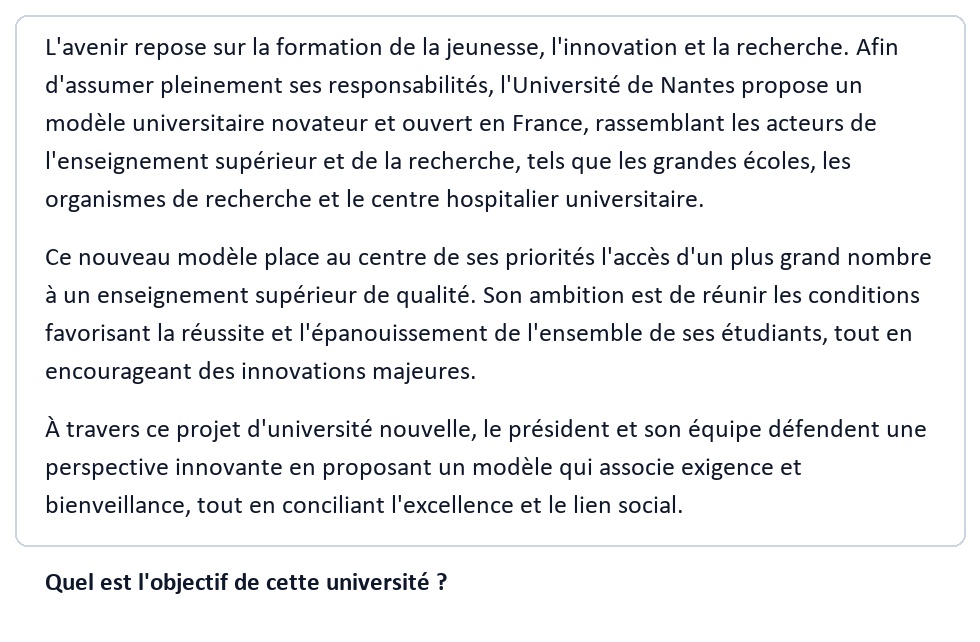 L'avenir repose sur la formation de la jeunesse, l'innovation et la recherche. Afin
d'assumer pleinement ses responsabilités, l'Université de Nantes propose un
modèle universitaire novateur et ouvert en France, rassemblant les acteurs de
l'enseignement supérieur et de la recherche, tels que les grandes écoles, les
organismes de recherche et le centre hospitalier universitaire.
Ce nouveau modèle place au centre de ses priorités l'accès d'un plus grand nombre
à un enseignement supérieur de qualité. Son ambition est de réunir les conditions
favorisant la réussite et l'épanouissement de l'ensemble de ses étudiants, tout en
encourageant des innovations majeures.
À travers ce projet d'université nouvelle, le président et son équipe défendent une
perspective innovante en proposant un modèle qui associe exigence et
bienveillance, tout en conciliant l'excellence et le lien social.
Quel est l'objectif de cette université ?